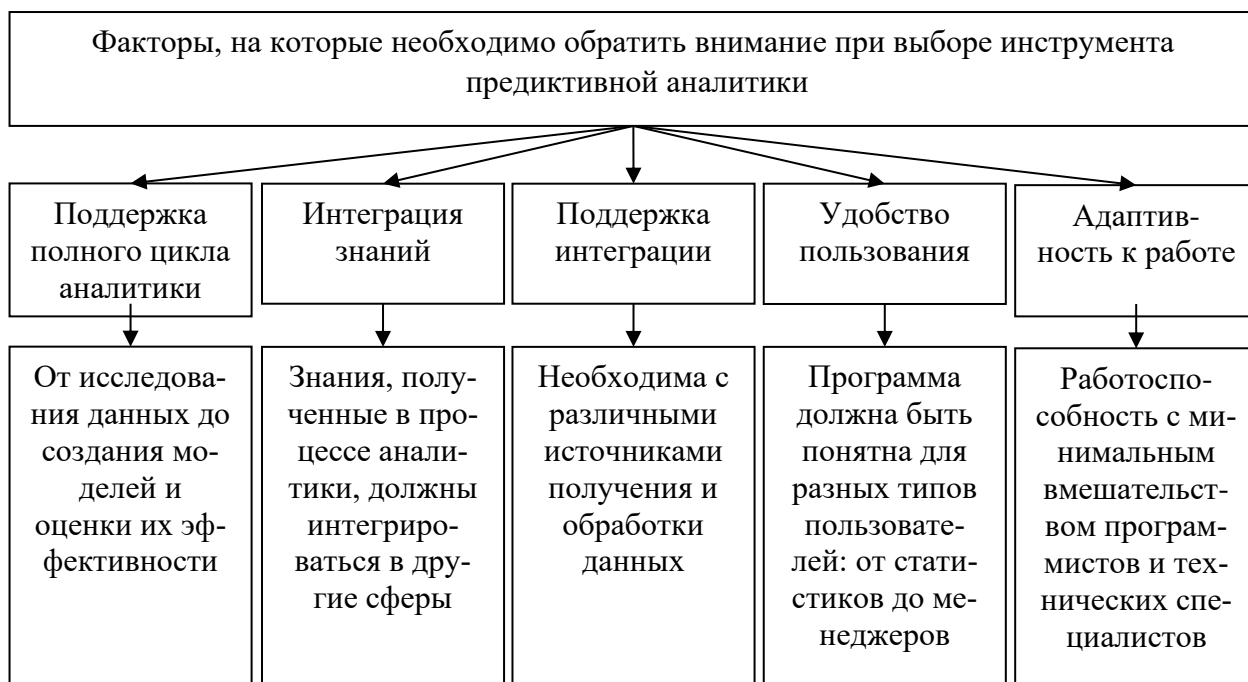 Факторы, на которые необходимо обратить внимание при выборе инструмента
предиктивной аналитики
Поддержка
полного цикла
аналитики
Интеграция
знаний
Поддержка
интеграции
Удобство
пользования
Адаптив-
ность к работе
От исследова-
ния данных до
создания мо-
делей и
оценки их эф-
фективности
Знания, полу-
ченные в про-
цессе анали-
тики, должны
интегриро-
ваться в дру-
гие сферы
Необходима с
различными
источниками
получения и
обработки
данных
Программа
должна быть
понятна для
разных типов
пользовате-
лей: от стати-
стиков до ме-
неджеров
Работоспо-
собность с ми-
нимальным
вмешательст-
вом програм-
мистов и тех-
нических спе-
циалистов